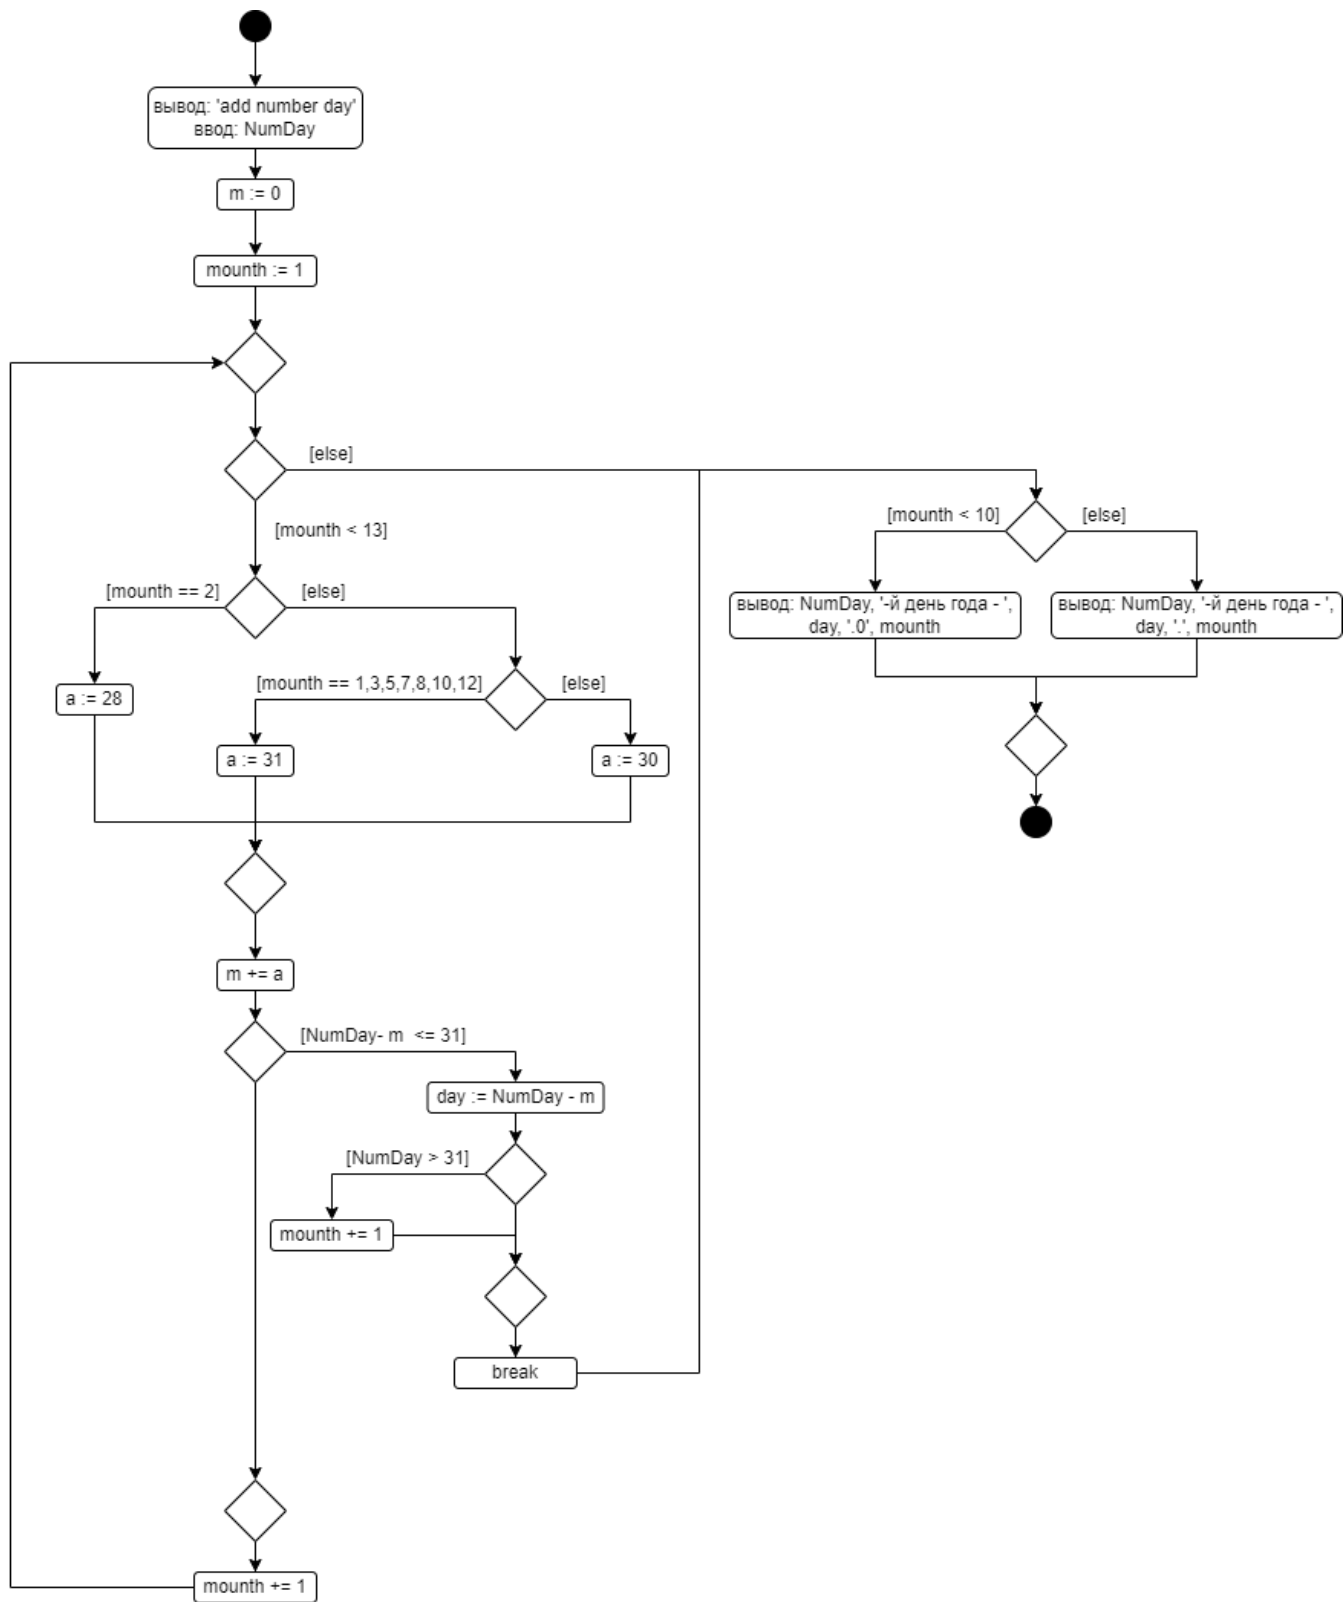 вывод: 'add number day'
ввод: NumDay
m := 0
mounth := 1
[else]
[mounth < 13]
[mounth < 10]
[else]
[mounth == 2]
[else]
вывод: NumDay, '-й день года - ',
day, '.0', mounth
вывод: NumDay, '-й день года - ',
day, '.', mounth
[mounth == 1,3,5,7,8,10,12]
[else]
a := 28
a := 31
a := 30
m += a
[NumDay- m  <= 31]
day := NumDay - m
[NumDay > 31]
mounth += 1
break
mounth += 1